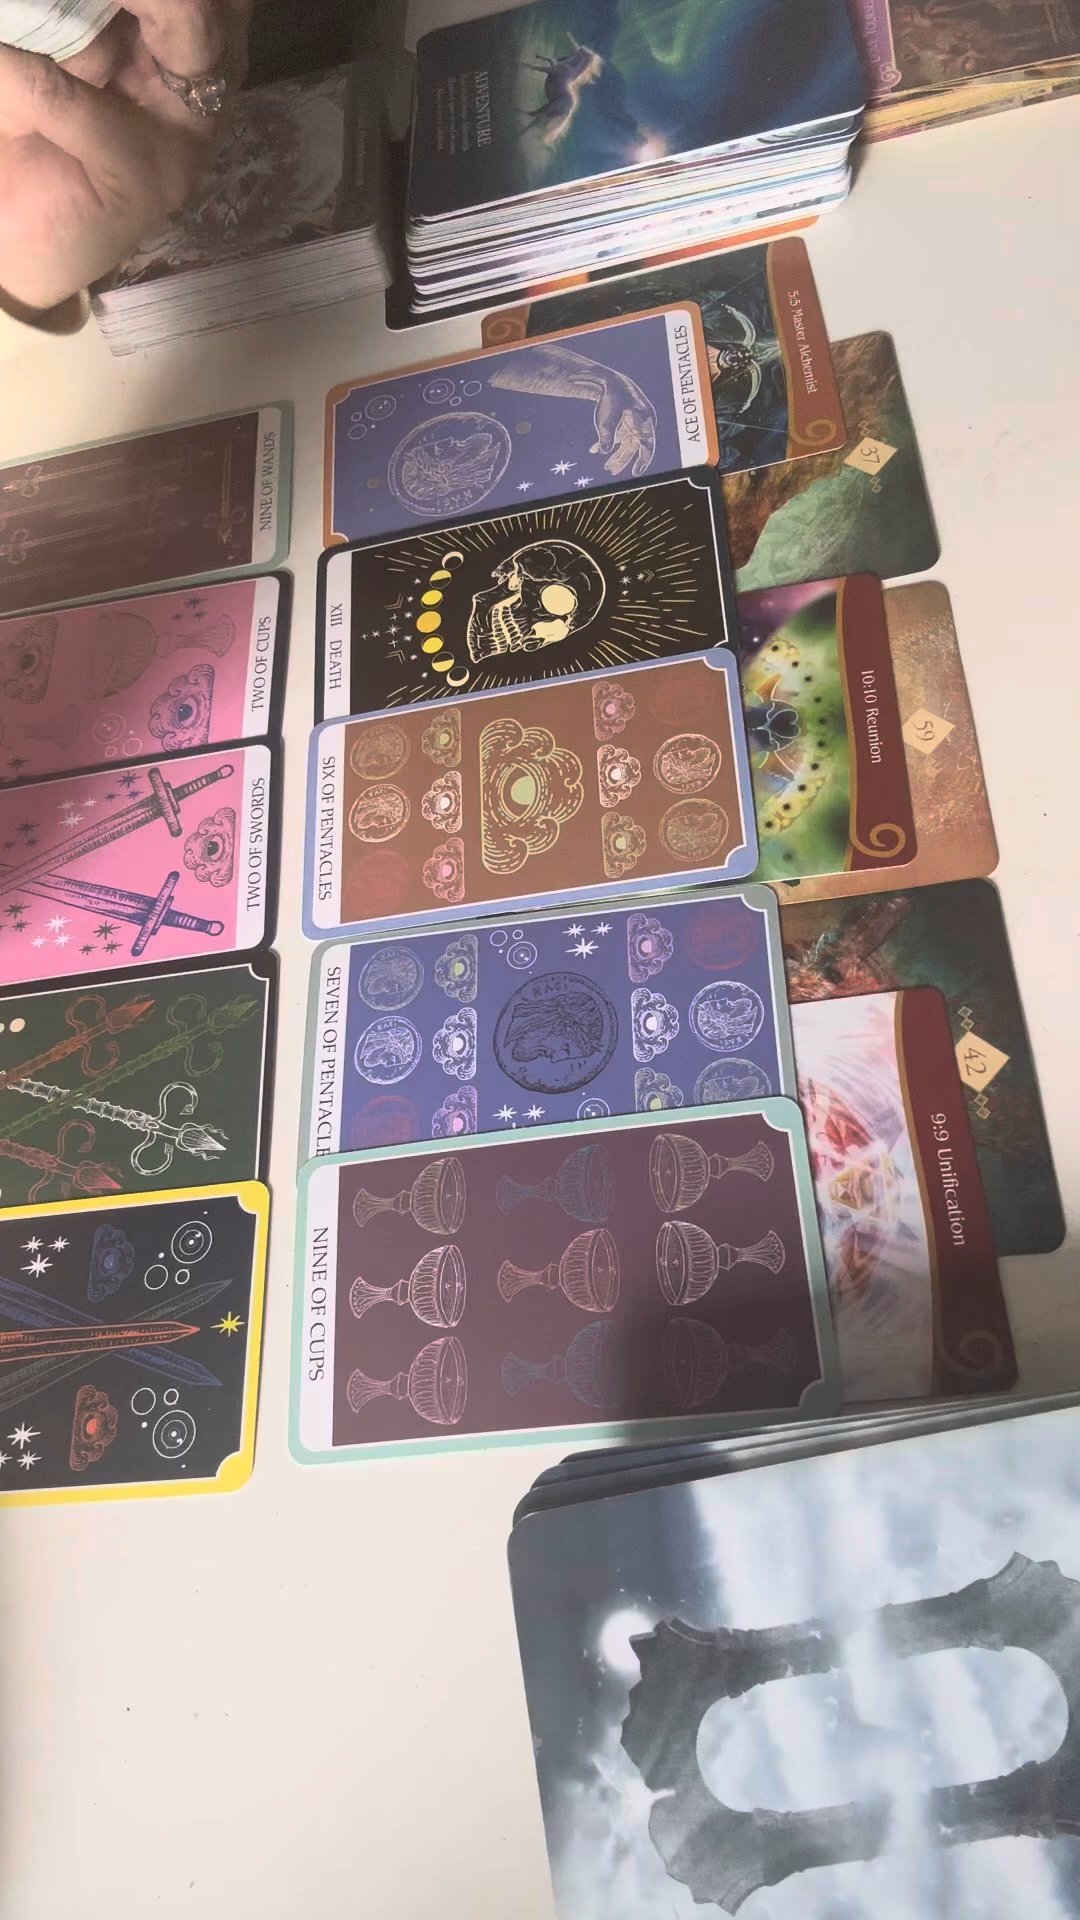 ADVENTURE
5:5 Master Alchemist
ACE OF PENTACLES
37
NINE OF WANDS
XIII DEATH
TWO OF CUPS
10:10 Reunion
59
SIX OF PENTACLES
TWO OF SWORDS
SEVEN OF PENTACLE
42
9:9 Unification
NINE OF CUPS